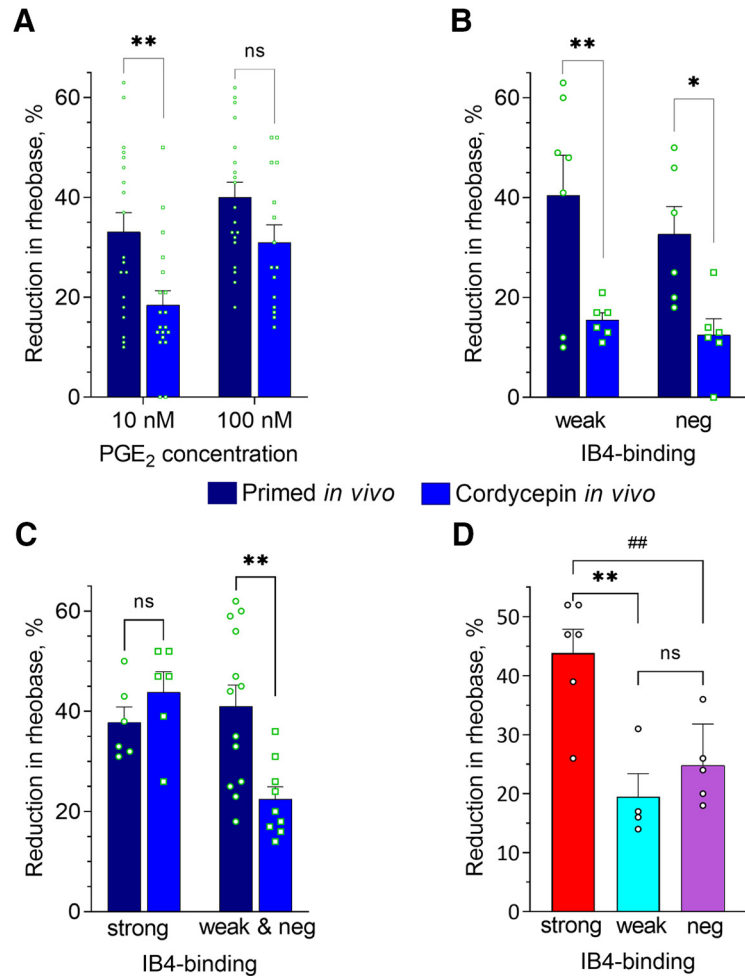 A
**
ns
Reduction in rheobase, %
60
40
20
0
10 nM
100 nM
PGE₂ concentration
B
**
*
Reduction in rheobase, %
60
40
20
0
weak
neg
IB4-binding
Primed in vivo
Cordycepin in vivo
C
ns
**
Reduction in rheobase, %
60
40
20
0
strong
weak & neg
IB4-binding
D
##
**
ns
Reduction in rheobase, %
50
40
30
20
10
0
strong
weak
neg
IB4-binding